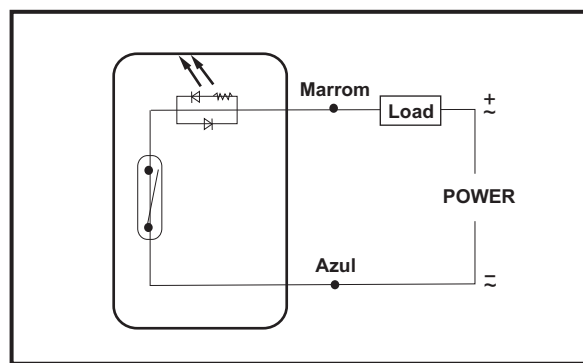 Marrom
Load
+
~
POWER
Azul
–
~